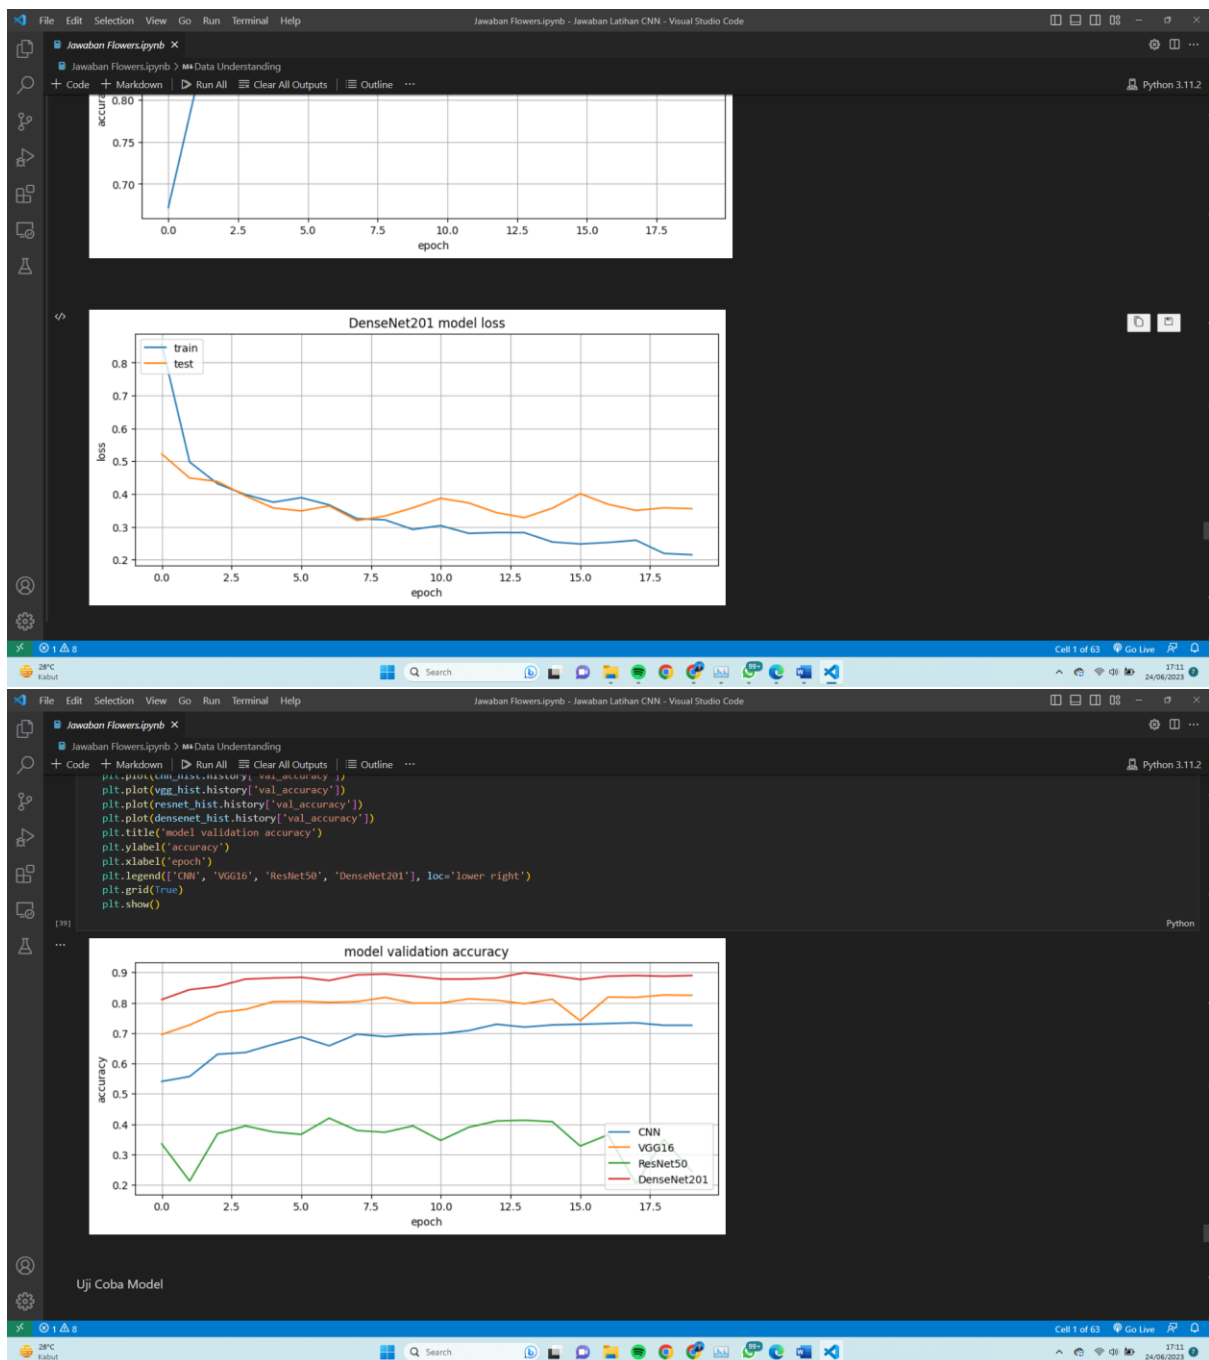 File Edit Selection View Go Run Terminal Help
Jawaban Flowers.ipynb - Jawaban Latihan CNN - Visual Studio Code
Jawaban Flowers.ipynb ×
Jawaban Flowers.ipynb > M↓Data Understanding
+ Code + Markdown | Run All Clear All Outputs | Outline ...
Python 3.11.2
0.80
0.75
0.70
0.0 2.5 5.0 7.5 10.0 12.5 15.0 17.5
epoch
DenseNet201 model loss
train
test
0.8
0.7
0.6
0.5
0.4
0.3
0.2
loss
0.0 2.5 5.0 7.5 10.0 12.5 15.0 17.5
epoch
1 8
Cell 1 of 63 Go Live
28°C
Kabut
Search
99+
17:11
24/06/2023
File Edit Selection View Go Run Terminal Help
Jawaban Flowers.ipynb - Jawaban Latihan CNN - Visual Studio Code
Jawaban Flowers.ipynb ×
Jawaban Flowers.ipynb > M↓Data Understanding
+ Code + Markdown | Run All Clear All Outputs | Outline ...
Python 3.11.2
plt.plot(cnn_hist.history['val_accuracy'])
plt.plot(vgg_hist.history['val_accuracy'])
plt.plot(resnet_hist.history['val_accuracy'])
plt.plot(densenet_hist.history['val_accuracy'])
plt.title('model validation accuracy')
plt.ylabel('accuracy')
plt.xlabel('epoch')
plt.legend(['CNN', 'VGG16', 'ResNet50', 'DenseNet201'], loc='lower right')
plt.grid(True)
plt.show()
[39]
Python
...
model validation accuracy
0.9
0.8
0.7
0.6
0.5
0.4
0.3
0.2
accuracy
CNN
VGG16
ResNet50
DenseNet201
0.0 2.5 5.0 7.5 10.0 12.5 15.0 17.5
epoch
Uji Coba Model
1 8
Cell 1 of 63 Go Live
28°C
Kabut
Search
99+
17:11
24/06/2023